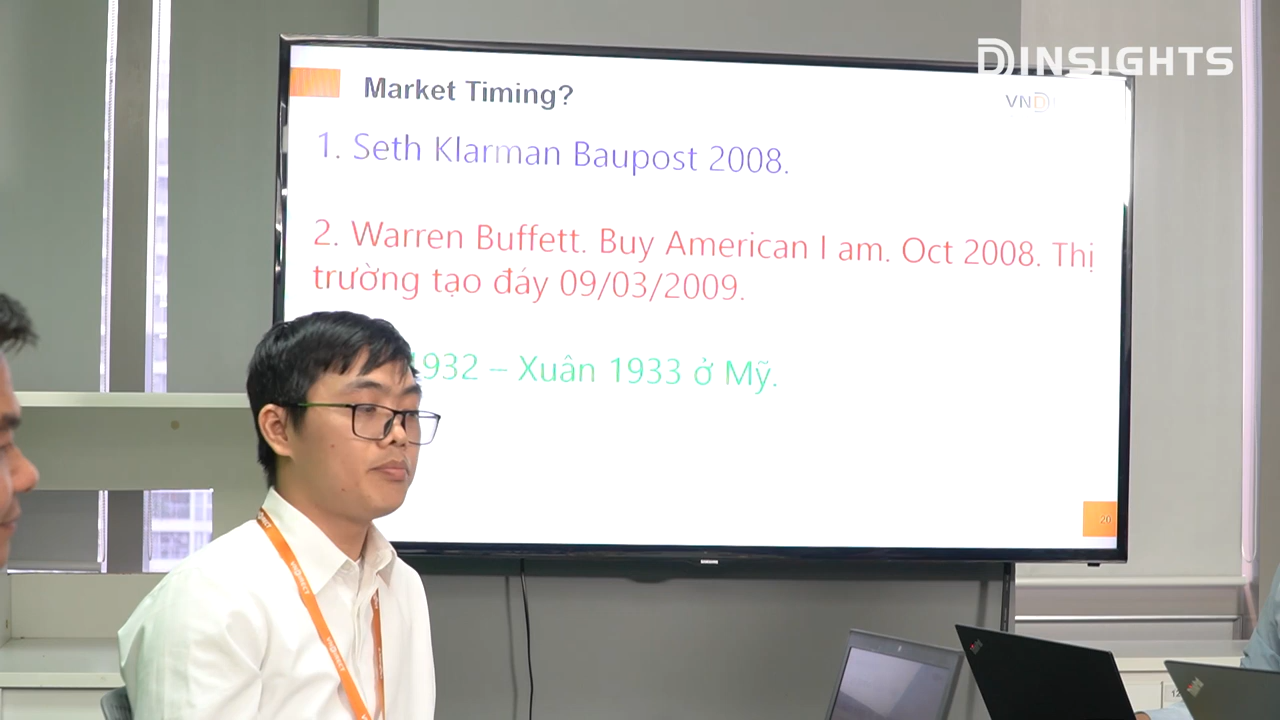 DINSIGHTS
Market Timing?
VND
1. Seth Klarman Baupost 2008.
2. Warren Buffett. Buy American I am. Oct 2008. Thị
trường tạo đáy 09/03/2009.
1932 – Xuân 1933 ở Mỹ.
20